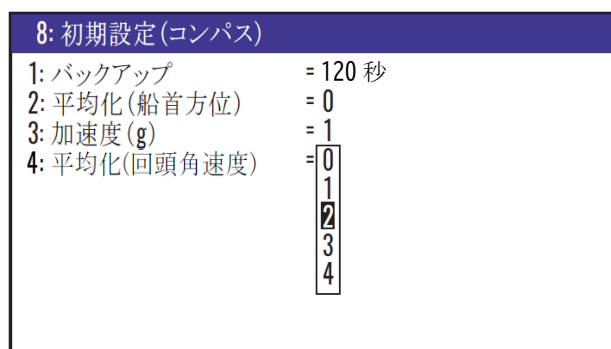 8: 初期設定(コンパス)
1: バックアップ = 120 秒
2: 平均化(船首方位) = 0
3: 加速度(g) = 1
4: 平均化(回頭角速度) = 0
1
2
3
4